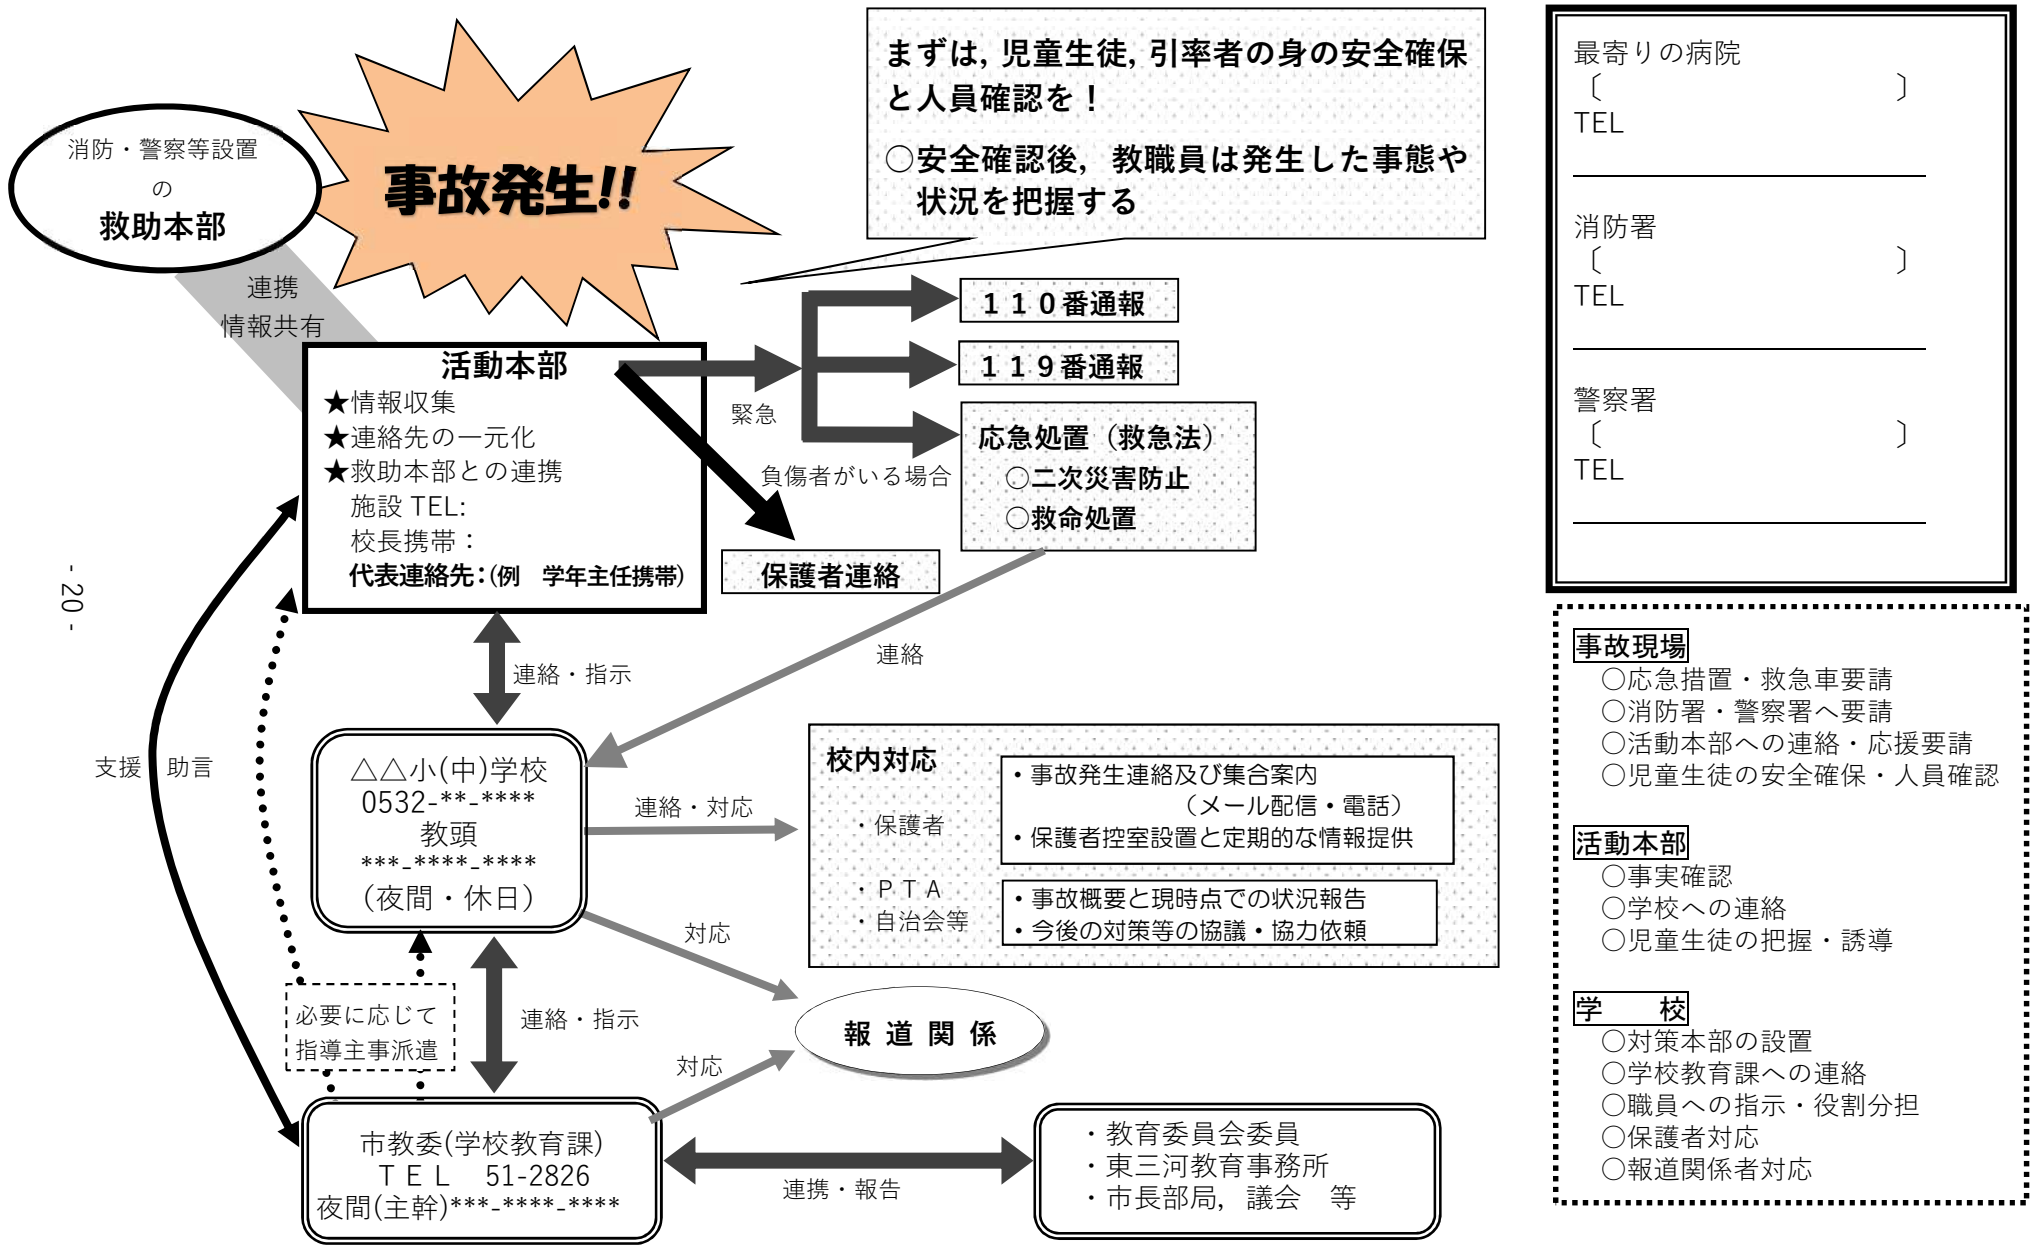 まずは, 児童生徒, 引率者の身の安全確保
と人員確認を！
○安全確認後，教職員は発生した事態や
状況を把握する
事故発生!!
消防・警察等設置
の
救助本部
連携
情報共有
活動本部
★情報収集
★連絡先の一元化
★救助本部との連携
施設 TEL:
校長携帯：
代表連絡先：(例　学年主任携帯)
緊急
１１０番通報
１１９番通報
負傷者がいる場合
応急処置（救急法）
○二次災害防止
○救命処置
保護者連絡
連絡
連絡・指示
支援
助言
△△小(中)学校
0532-**-****
教頭
***-****-****
(夜間・休日)
連絡・対応
校内対応
・保護者
・事故発生連絡及び集合案内
（メール配信・電話）
・保護者控室設置と定期的な情報提供
・ＰＴＡ
・自治会等
・事故概要と現時点での状況報告
・今後の対策等の協議・協力依頼
対応
報道関係
対応
必要に応じて
指導主事派遣
連絡・指示
市教委(学校教育課)
ＴＥＬ　51-2826
夜間(主幹)***-****-****
連携・報告
・教育委員会委員
・東三河教育事務所
・市長部局，議会　等
最寄りの病院
〔　　　　　　　　　　〕
TEL
消防署
〔　　　　　　　　　　〕
TEL
警察署
〔　　　　　　　　　　〕
TEL
事故現場
○応急措置・救急車要請
○消防署・警察署へ要請
○活動本部への連絡・応援要請
○児童生徒の安全確保・人員確認
活動本部
○事実確認
○学校への連絡
○児童生徒の把握・誘導
学　　校
○対策本部の設置
○学校教育課への連絡
○職員への指示・役割分担
○保護者対応
○報道関係者対応
- 20 -